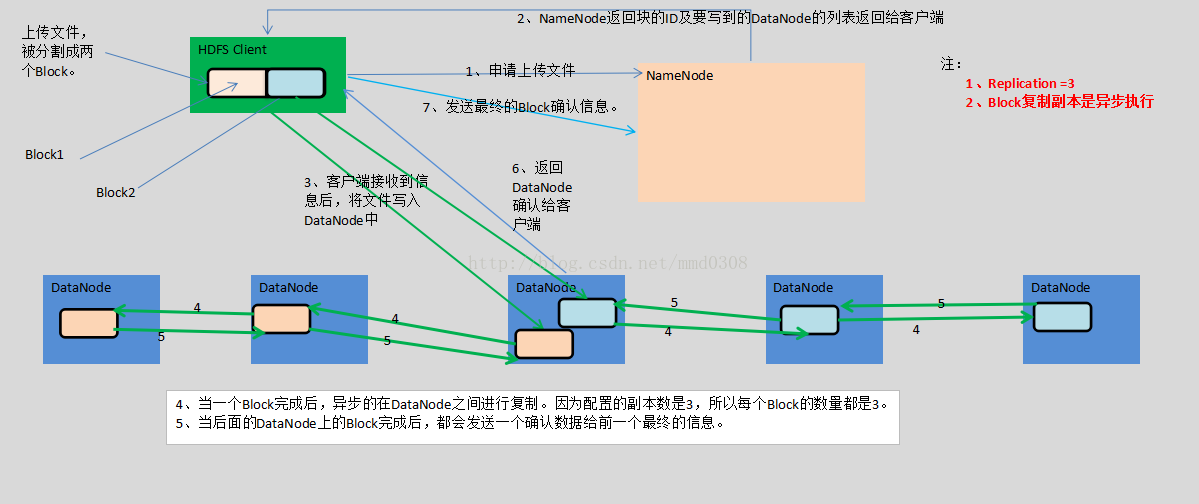 2、NameNode返回块的ID及要写到的DataNode的列表返回给客户端
上传文件，
被分割成两
个Block。
HDFS Client
1、申请上传文件
NameNode
注：
1、Replication =3
2、Block复制副本是异步执行
7、发送最终的Block确认信息。
Block1
Block2
3、客户端接收到信
息后，将文件写入
DataNode中
6、返回
DataNode
确认给客
户端
http://blog.csdn.net/mmd0308
DataNode
DataNode
DataNode
DataNode
DataNode
4
5
4
5
5
4
5
4
4、当一个Block完成后，异步的在DataNode之间进行复制。因为配置的副本数是3，所以每个Block的数量都是3。
5、当后面的DataNode上的Block完成后，都会发送一个确认数据给前一个最终的信息。